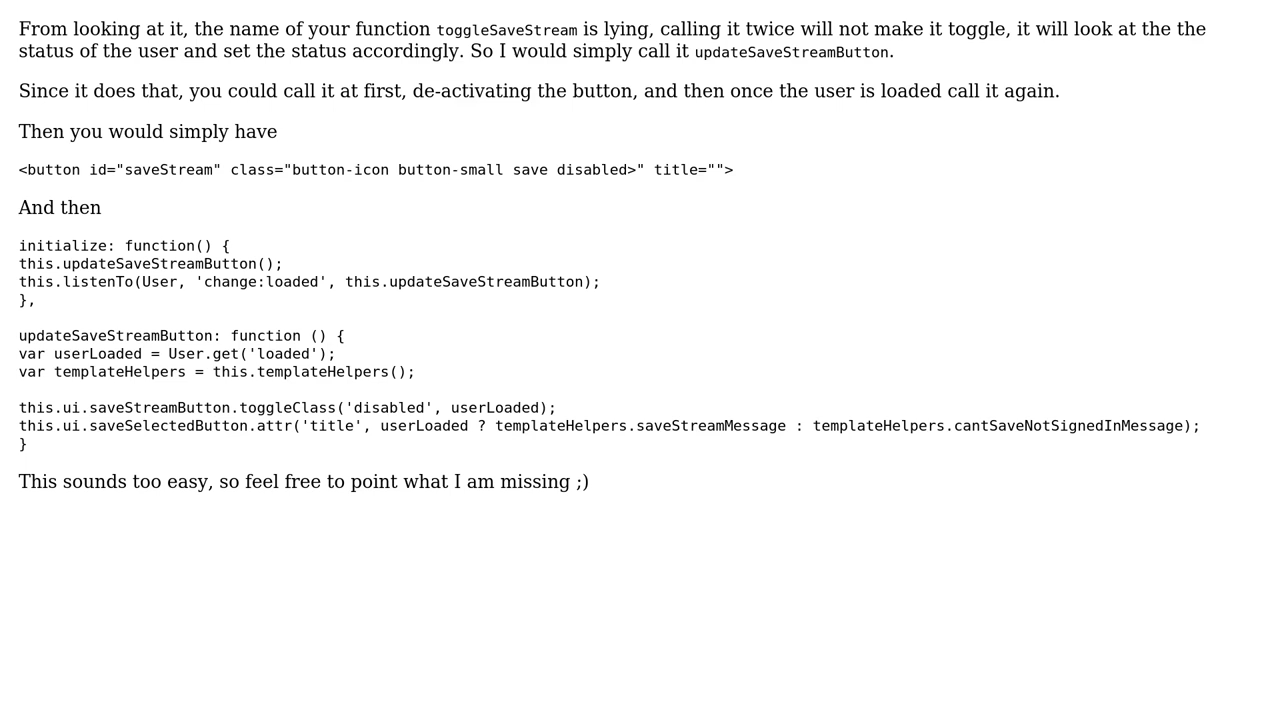 From looking at it, the name of your function toggleSaveStream is lying, calling it twice will not make it toggle, it will look at the the
status of the user and set the status accordingly. So I would simply call it updateSaveStreamButton.
Since it does that, you could call it at first, de-activating the button, and then once the user is loaded call it again.
Then you would simply have
<button id="saveStream" class="button-icon button-small save disabled>" title="">
And then
initialize: function() {
this.updateSaveStreamButton();
this.listenTo(User, 'change:loaded', this.updateSaveStreamButton);
},
updateSaveStreamButton: function () {
var userLoaded = User.get('loaded');
var templateHelpers = this.templateHelpers();
this.ui.saveStreamButton.toggleClass('disabled', userLoaded);
this.ui.saveSelectedButton.attr('title', userLoaded ? templateHelpers.saveStreamMessage : templateHelpers.cantSaveNotSignedInMessage);
}
This sounds too easy, so feel free to point what I am missing ;)